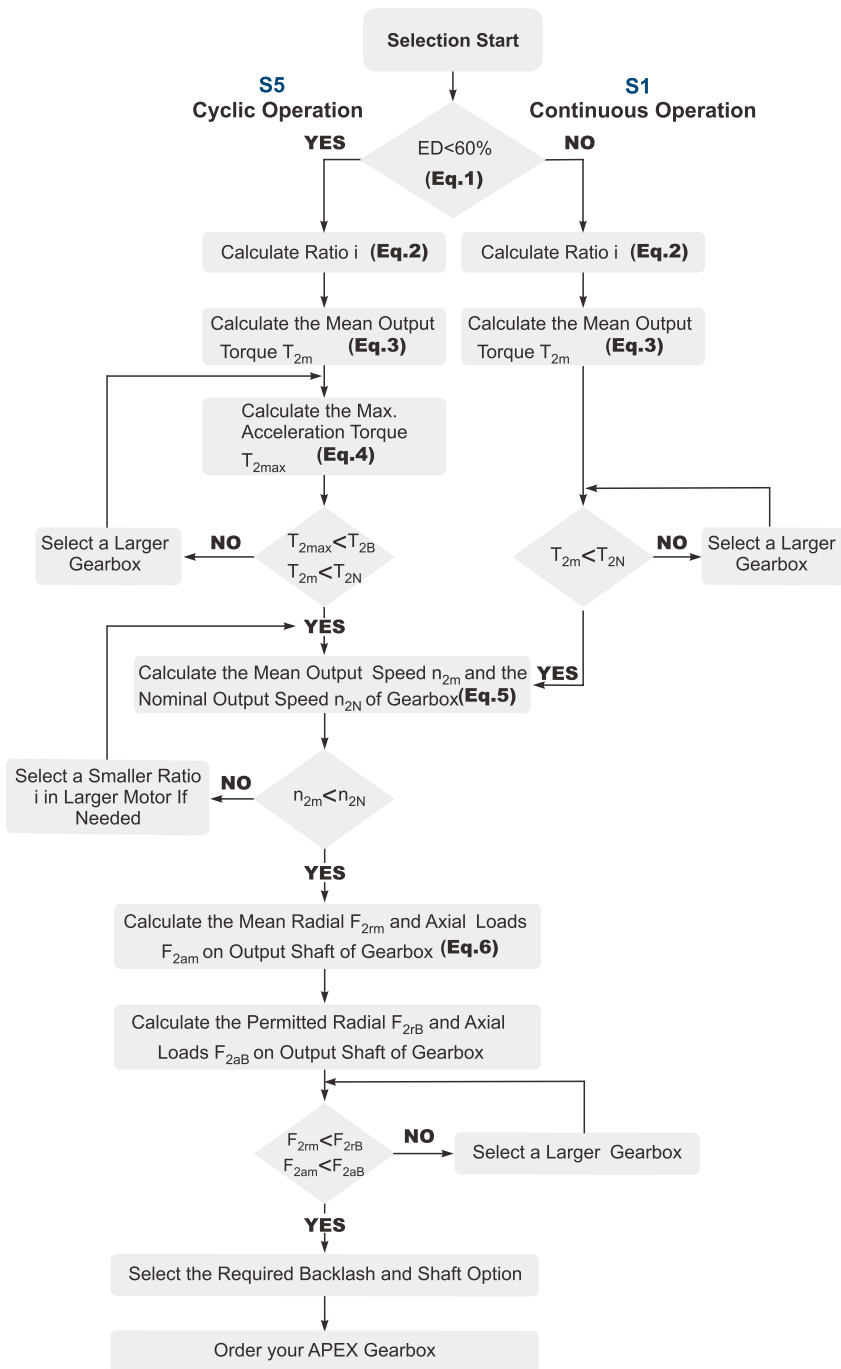 Selection Start
S5
Cyclic Operation
S1
Continuous Operation
YES
NO
ED<60%
(Eq.1)
Calculate Ratio i (Eq.2)
Calculate Ratio i (Eq.2)
Calculate the Mean Output
Torque T2m (Eq.3)
Calculate the Mean Output
Torque T2m (Eq.3)
Calculate the Max.
Acceleration Torque
T2max (Eq.4)
Select a Larger
Gearbox
NO
T2max<T2B
T2m<T2N
T2m<T2N
NO
Select a Larger
Gearbox
YES
Calculate the Mean Output Speed n2m and the
Nominal Output Speed n2N of Gearbox(Eq.5)
YES
Select a Smaller Ratio
i in Larger Motor If
Needed
NO
n2m<n2N
YES
Calculate the Mean Radial F2rm and Axial Loads
F2am on Output Shaft of Gearbox (Eq.6)
Calculate the Permitted Radial F2rB and Axial
Loads F2aB on Output Shaft of Gearbox
F2rm<F2rB
F2am<F2aB
NO
Select a Larger Gearbox
YES
Select the Required Backlash and Shaft Option
Order your APEX Gearbox